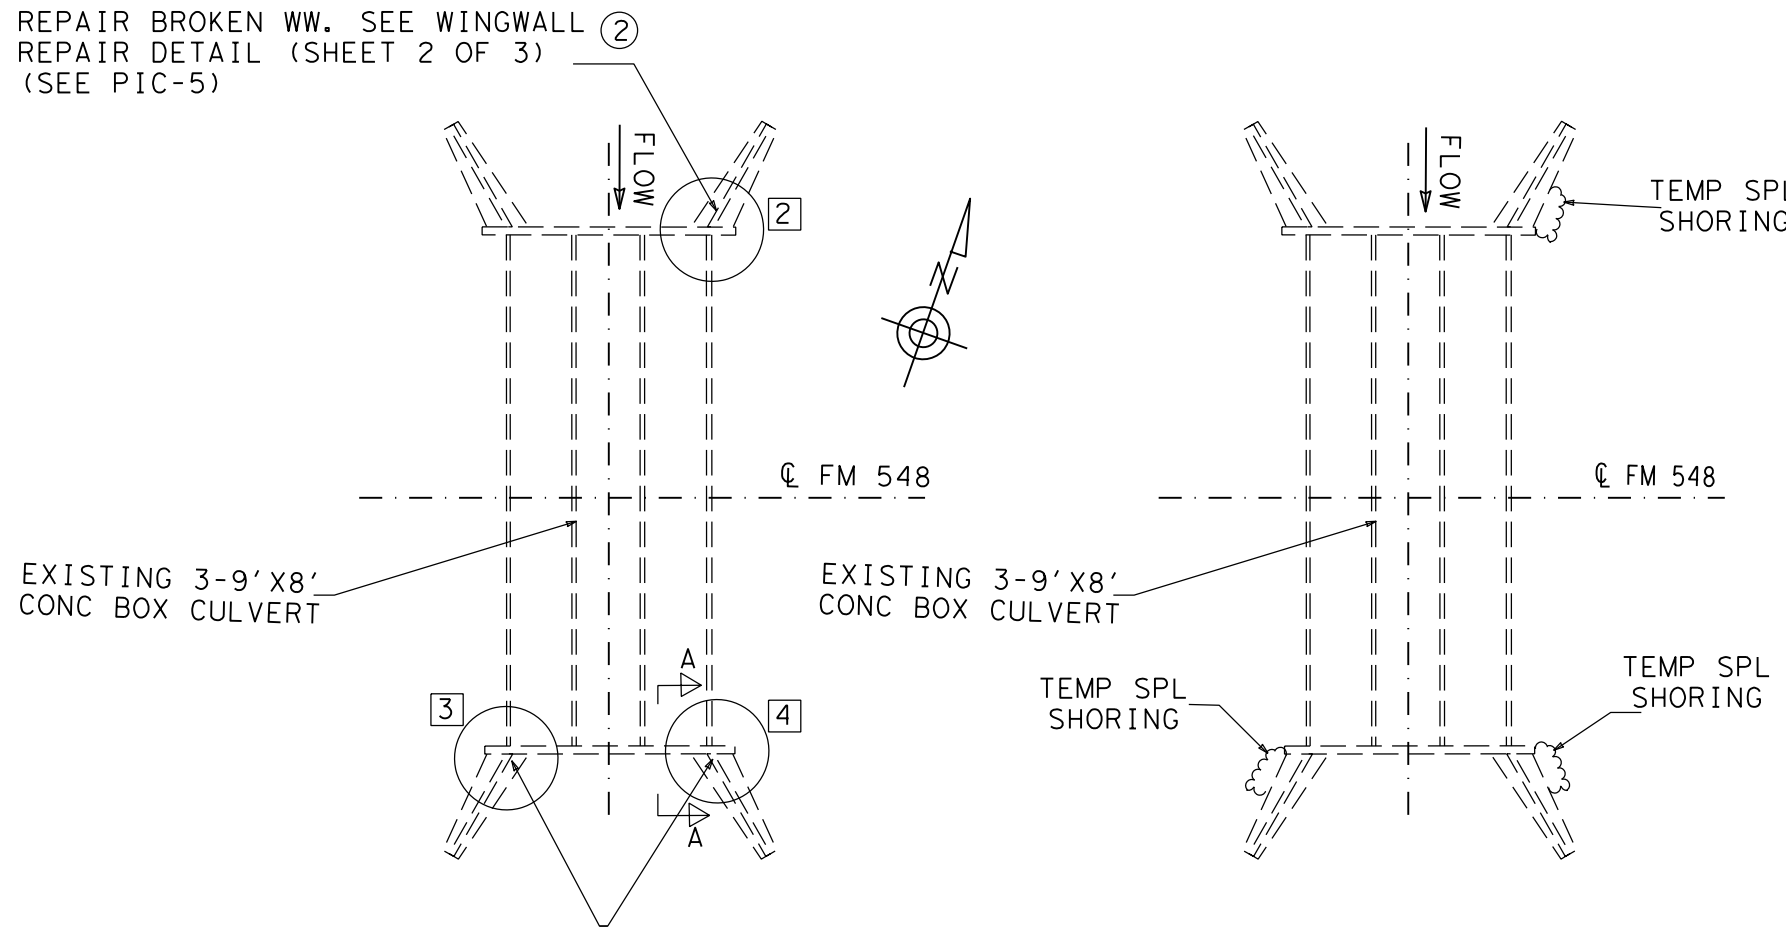 REPAIR BROKEN WW. SEE WINGWALL 2
REPAIR DETAIL (SHEET 2 OF 3)
(SEE PIC-5)
FLOW
2
N
℄ FM 548
EXISTING 3-9'X8'
CONC BOX CULVERT
A
3
4
A
FLOW
TEMP SPL
SHORING
℄ FM 548
EXISTING 3-9'X8'
CONC BOX CULVERT
TEMP SPL
SHORING
TEMP SPL
SHORING